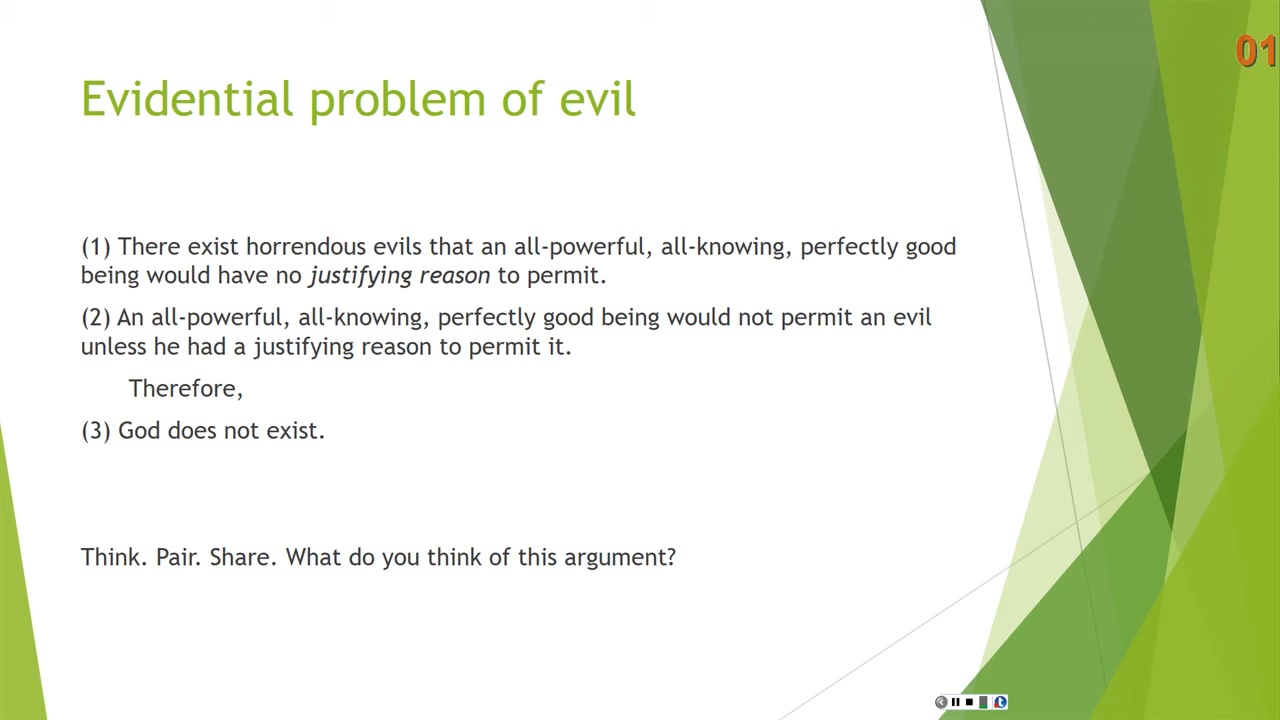 01
Evidential problem of evil
(1) There exist horrendous evils that an all-powerful, all-knowing, perfectly good
being would have no justifying reason to permit.
(2) An all-powerful, all-knowing, perfectly good being would not permit an evil
unless he had a justifying reason to permit it.
Therefore,
(3) God does not exist.
Think. Pair. Share. What do you think of this argument?